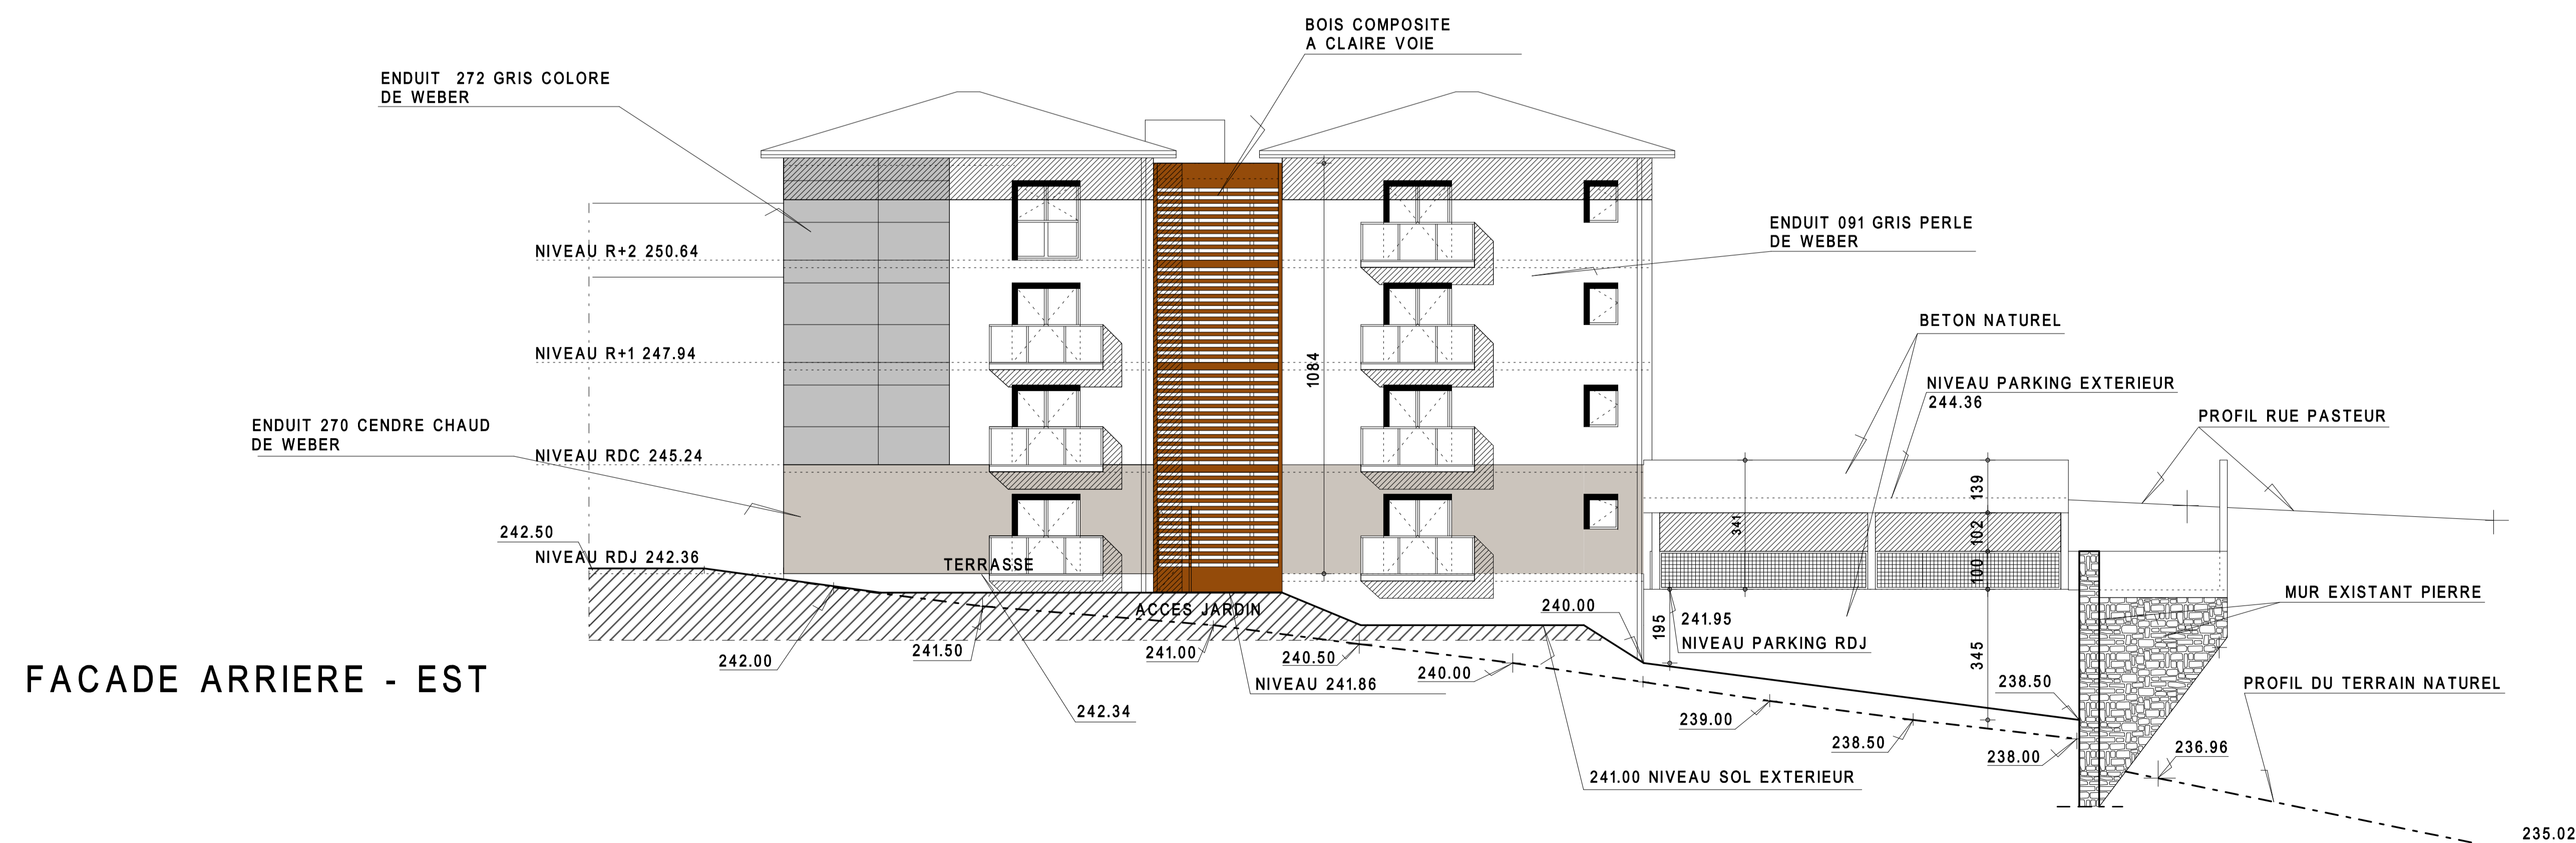 BOIS COMPOSITE
A CLAIRE VOIE
ENDUIT 272 GRIS COLORE
DE WEBER
ENDUIT 091 GRIS PERLE
DE WEBER
NIVEAU R+2 250.64
BETON NATUREL
NIVEAU R+1 247.94
1084
NIVEAU PARKING EXTERIEUR
244.36
PROFIL RUE PASTEUR
ENDUIT 270 CENDRE CHAUD
DE WEBER
NIVEAU RDC 245.24
139
341
102
242.50
NIVEAU RDJ 242.36
TERRASSE
100
MUR EXISTANT PIERRE
ACCES JARDIN
240.00
195
241.95
NIVEAU PARKING RDJ
345
242.00
241.50
241.00
240.50
240.00
FACADE ARRIERE - EST
NIVEAU 241.86
238.50
PROFIL DU TERRAIN NATUREL
242.34
239.00
238.50
238.00
236.96
241.00 NIVEAU SOL EXTERIEUR
235.02